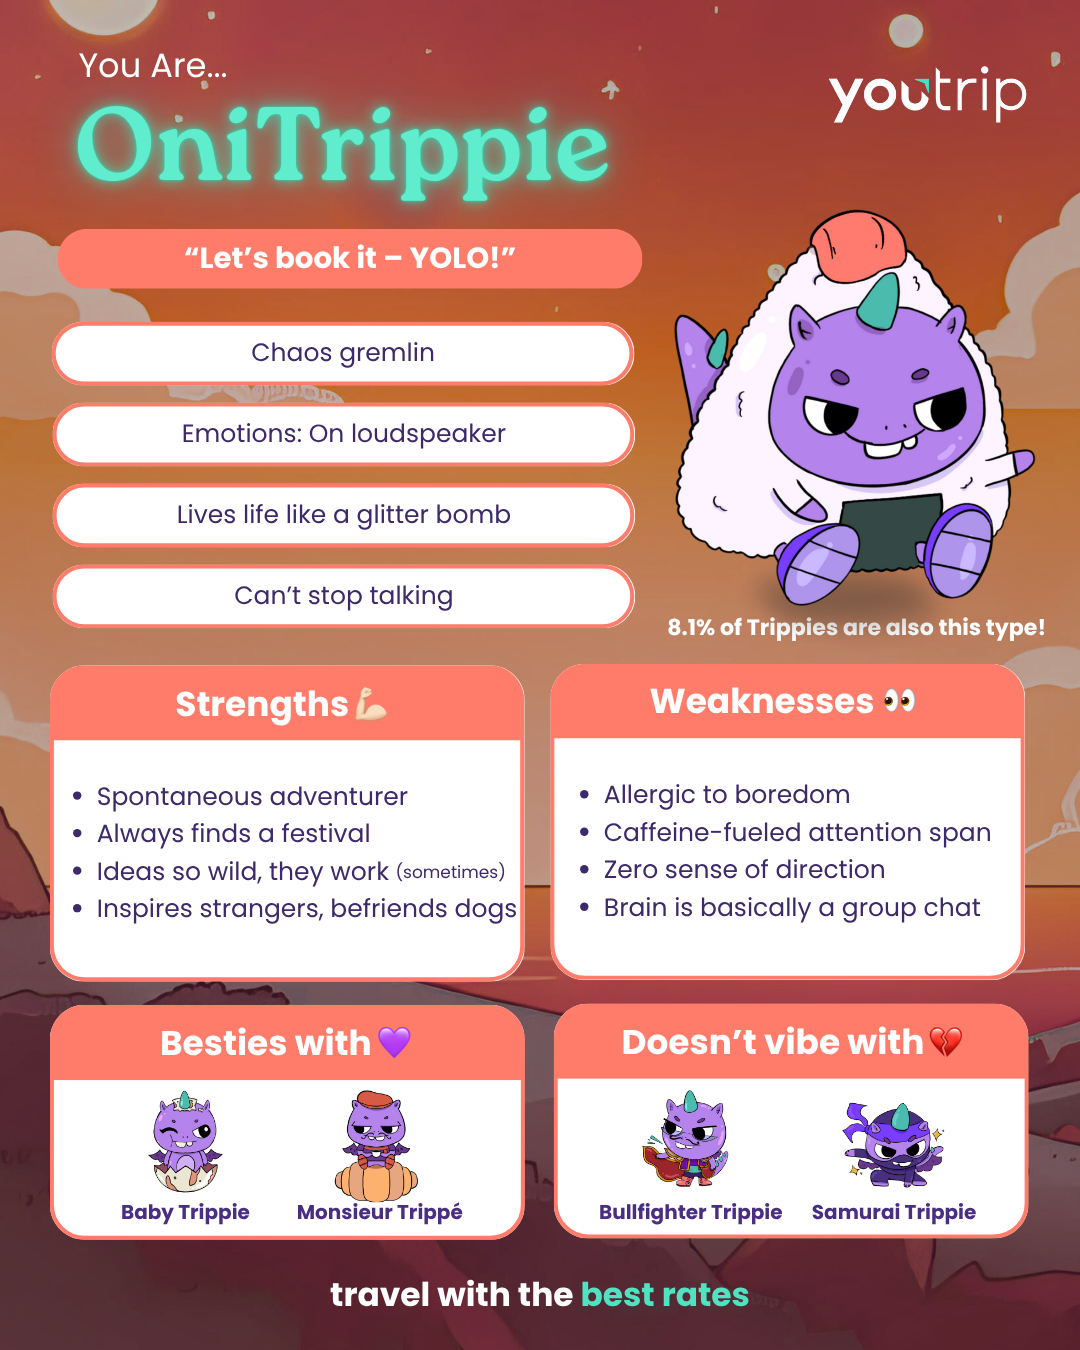 You Are...
youtrip
OniTrippie
“Let’s book it – YOLO!”
Chaos gremlin
Emotions: On loudspeaker
Lives life like a glitter bomb
Can’t stop talking
8.1% of Trippies are also this type!
Strengths 💪🏻
• Spontaneous adventurer
• Always finds a festival
• Ideas so wild, they work (sometimes)
• Inspires strangers, befriends dogs
Weaknesses 👀
• Allergic to boredom
• Caffeine-fueled attention span
• Zero sense of direction
• Brain is basically a group chat
Besties with 💜
Baby Trippie
Monsieur Trippé
Doesn’t vibe with 💔
Bullfighter Trippie
Samurai Trippie
travel with the best rates